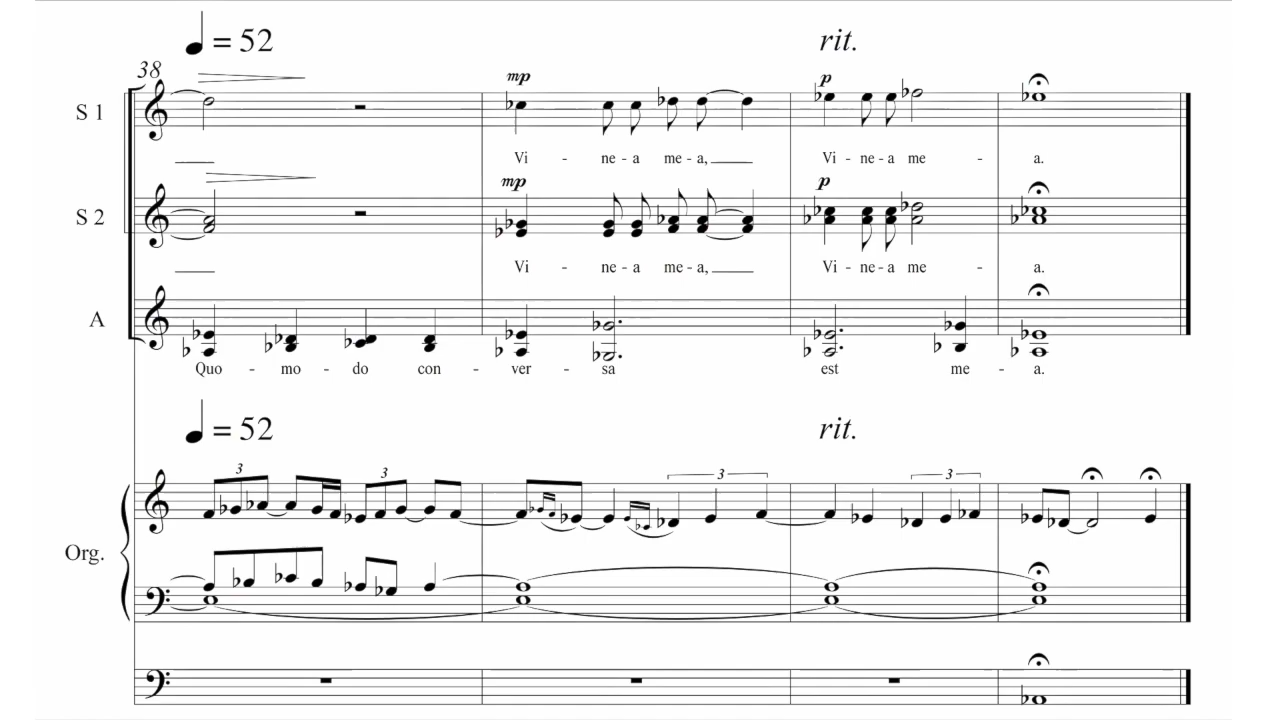 ♩ = 52 rit.
38
mp p
S 1
Vi - ne - a me - a, Vi - ne - a me - a.
mp p
S 2
Vi - ne - a me - a, Vi - ne - a me - a.
A
Quo - mo - do con - ver - sa est me - a.
♩ = 52 rit.
3 3 3 3
Org.